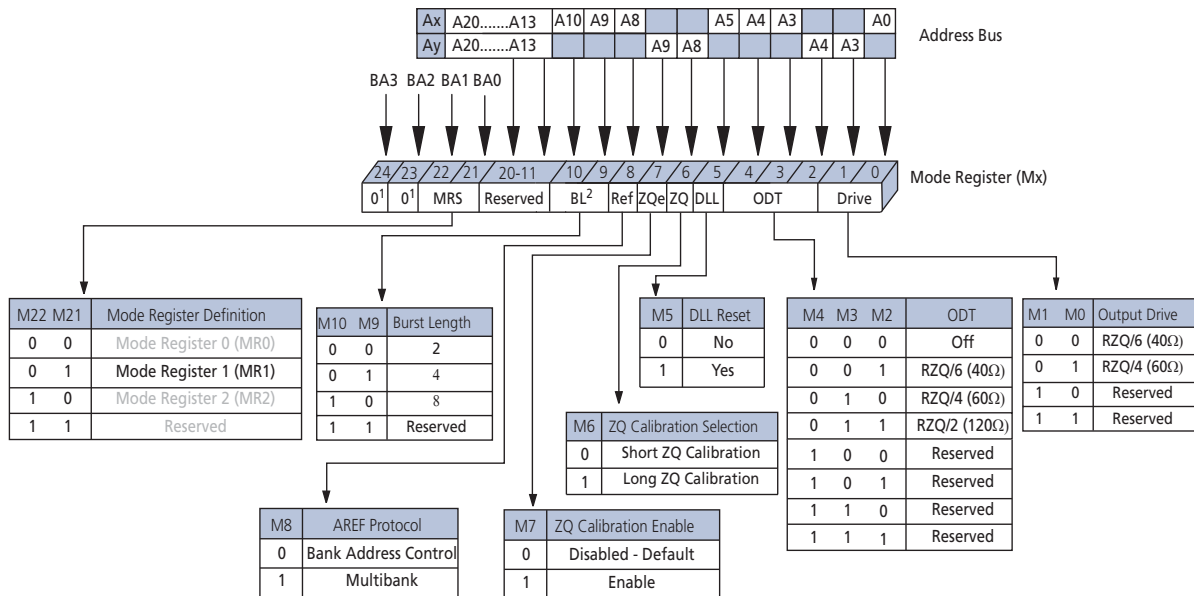 Ax A20.......A13 A10 A9 A8 A5 A4 A3 A0
Ay A20.......A13 A9 A8 A4 A3
Address Bus
BA3 BA2 BA1 BA0
24 23 22 21 20-11 10 9 8 7 6 5 4 3 2 1 0
Mode Register (Mx)
0¹ 0¹ MRS Reserved BL² Ref ZQe ZQ DLL ODT Drive
M22 M21 Mode Register Definition
0 0 Mode Register 0 (MR0)
0 1 Mode Register 1 (MR1)
1 0 Mode Register 2 (MR2)
1 1 Reserved
M10 M9 Burst Length
0 0 2
0 1 4
1 0 8
1 1 Reserved
M5 DLL Reset
0 No
1 Yes
M4 M3 M2 ODT
0 0 0 Off
0 0 1 RZQ/6 (40Ω)
0 1 0 RZQ/4 (60Ω)
0 1 1 RZQ/2 (120Ω)
1 0 0 Reserved
1 0 1 Reserved
1 1 0 Reserved
1 1 1 Reserved
M1 M0 Output Drive
0 0 RZQ/6 (40Ω)
0 1 RZQ/4 (60Ω)
1 0 Reserved
1 1 Reserved
M6 ZQ Calibration Selection
0 Short ZQ Calibration
1 Long ZQ Calibration
M8 AREF Protocol
0 Bank Address Control
1 Multibank
M7 ZQ Calibration Enable
0 Disabled - Default
1 Enable